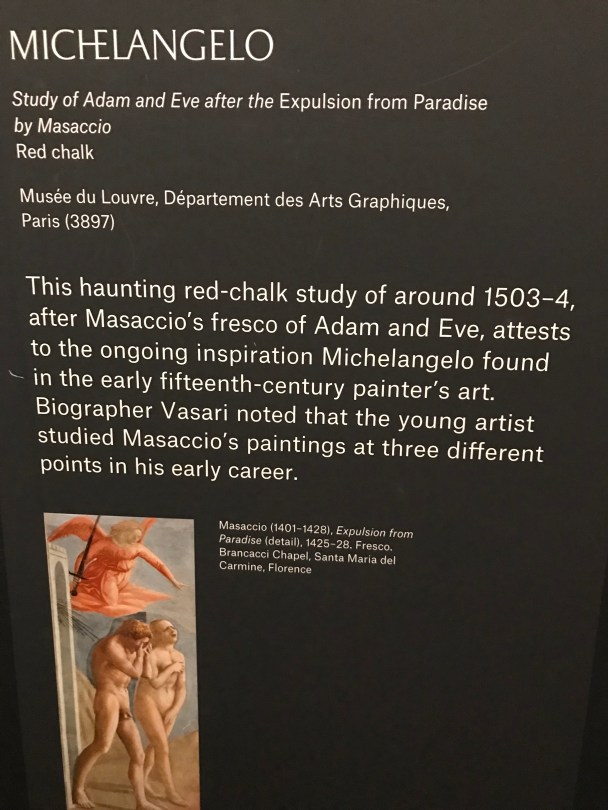 MICHELANGELO
Study of Adam and Eve after the Expulsion from Paradise
by Masaccio
Red chalk
Musée du Louvre, Département des Arts Graphiques,
Paris (3897)
This haunting red-chalk study of around 1503–4,
after Masaccio's fresco of Adam and Eve, attests
to the ongoing inspiration Michelangelo found
in the early fifteenth-century painter's art.
Biographer Vasari noted that the young artist
studied Masaccio's paintings at three different
points in his early career.
Masaccio (1401–1428), Expulsion from
Paradise (detail), 1425–28. Fresco.
Brancacci Chapel, Santa Maria del
Carmine, Florence